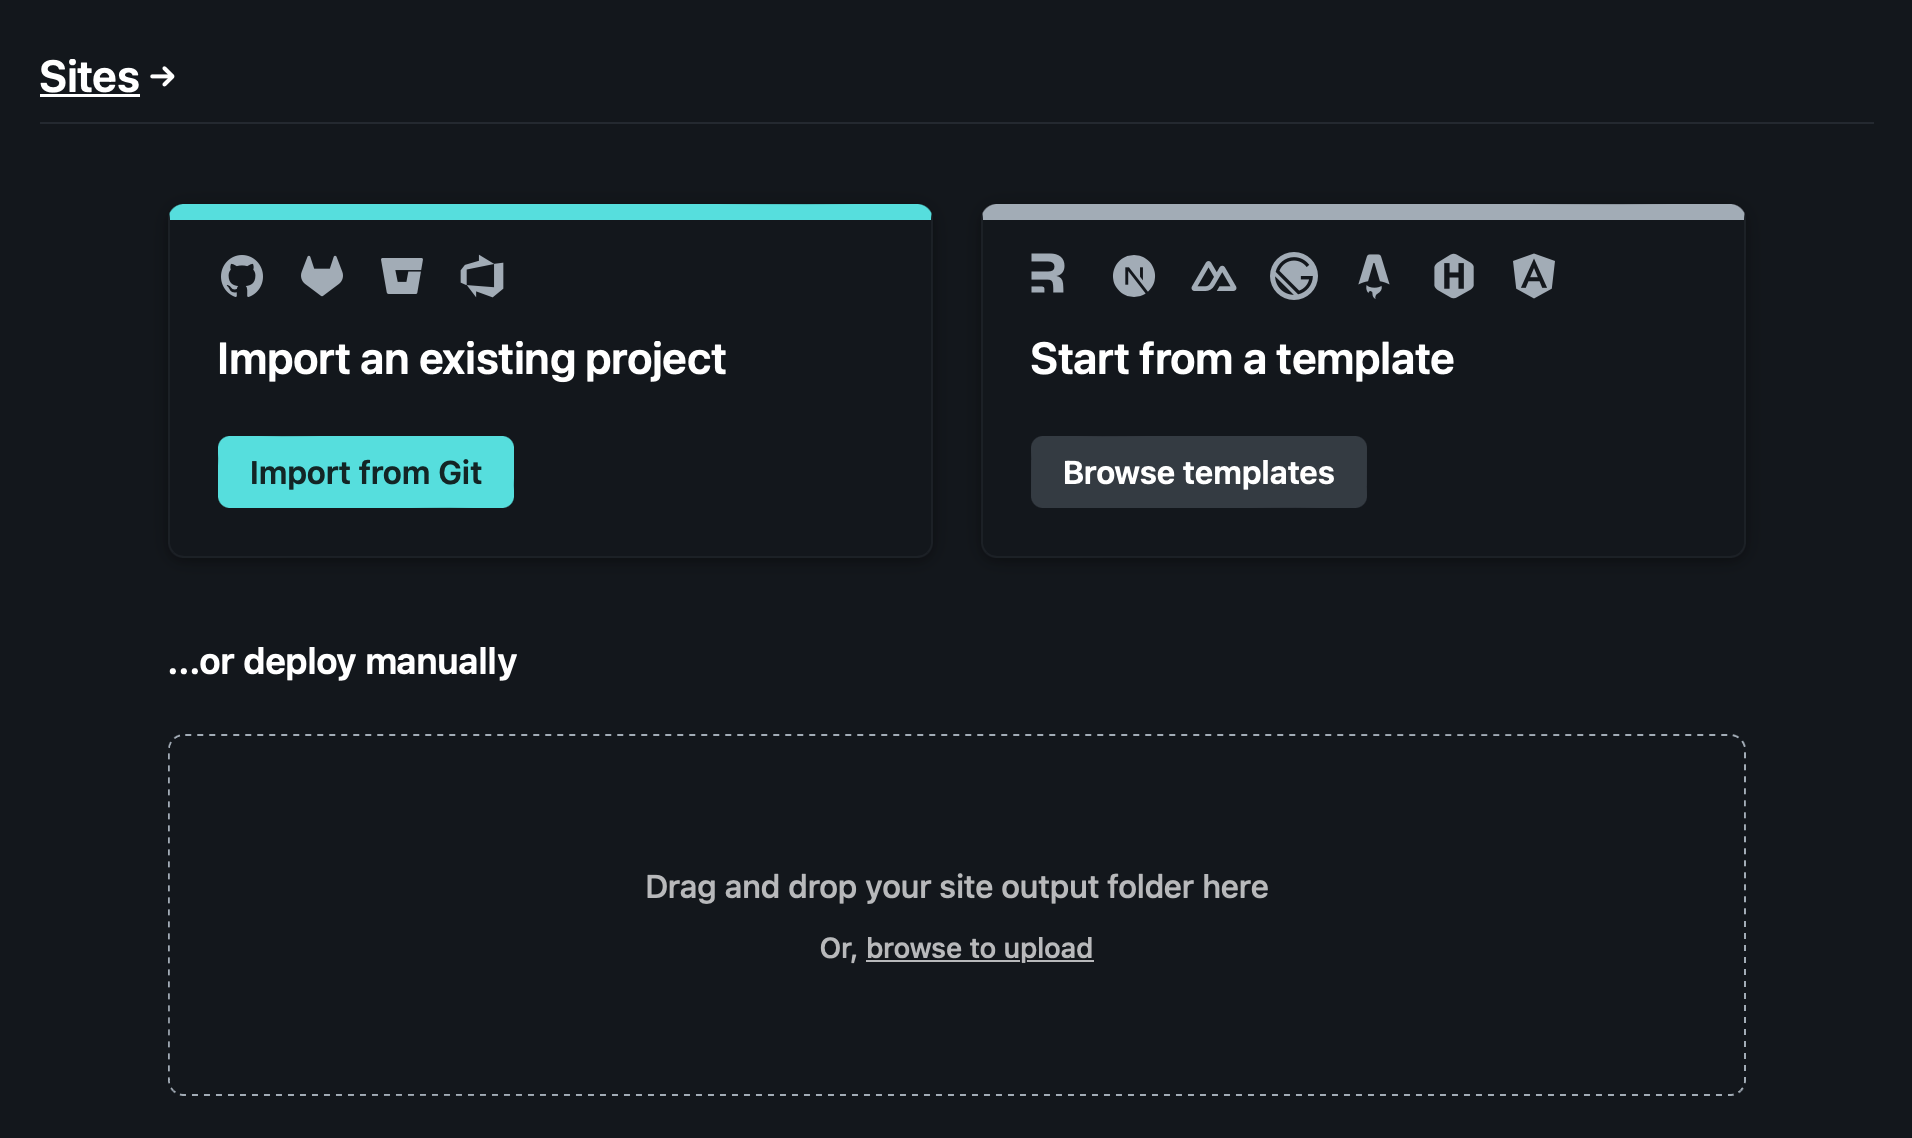 Sites →
Import an existing project
Import from Git
Start from a template
Browse templates
...or deploy manually
Drag and drop your site output folder here
Or, browse to upload